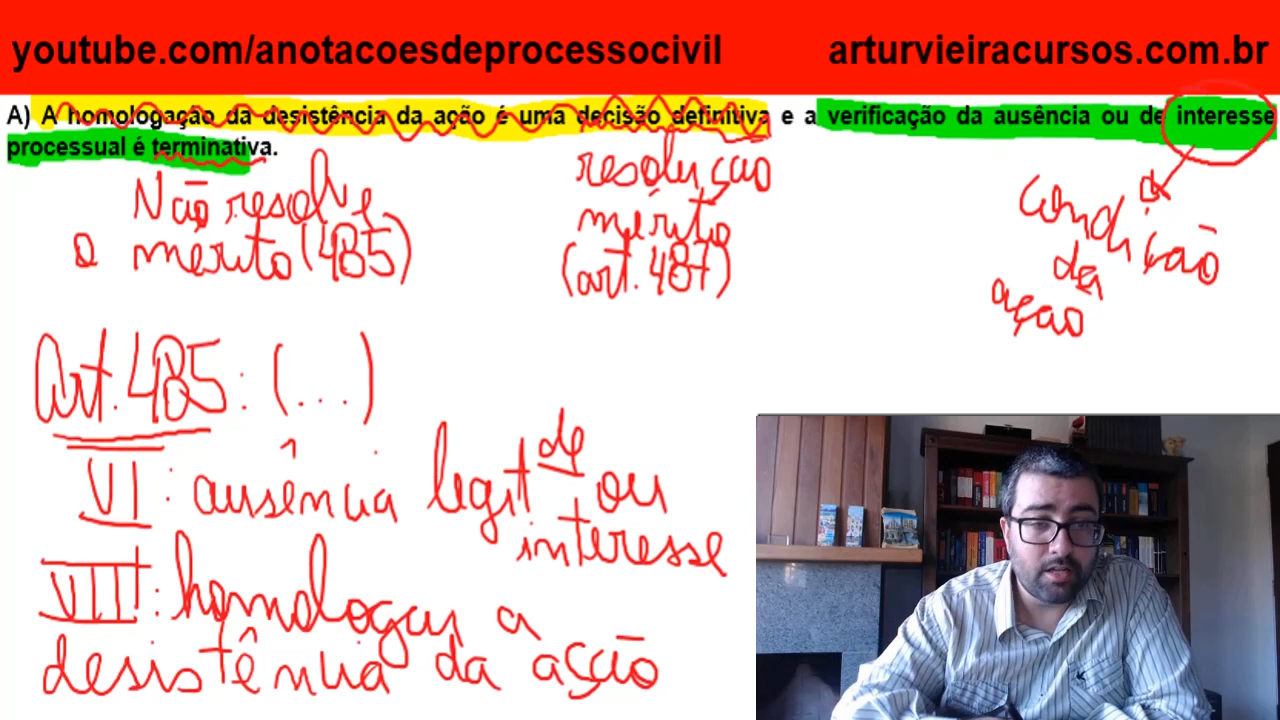 youtube.com/anotacoesdeprocessocivil arturvieiracursos.com.br
A) A homologação da desistência da ação é uma decisão definitiva e a verificação da ausência ou de interesse
processual é terminativa.
Não resolve
o mérito (485)
resolução
mérito
(art. 487)
condição
da
ação
Art. 485: (...)
VI: ausência legitde ou
interesse
VIII: homologar a
desistência da ação